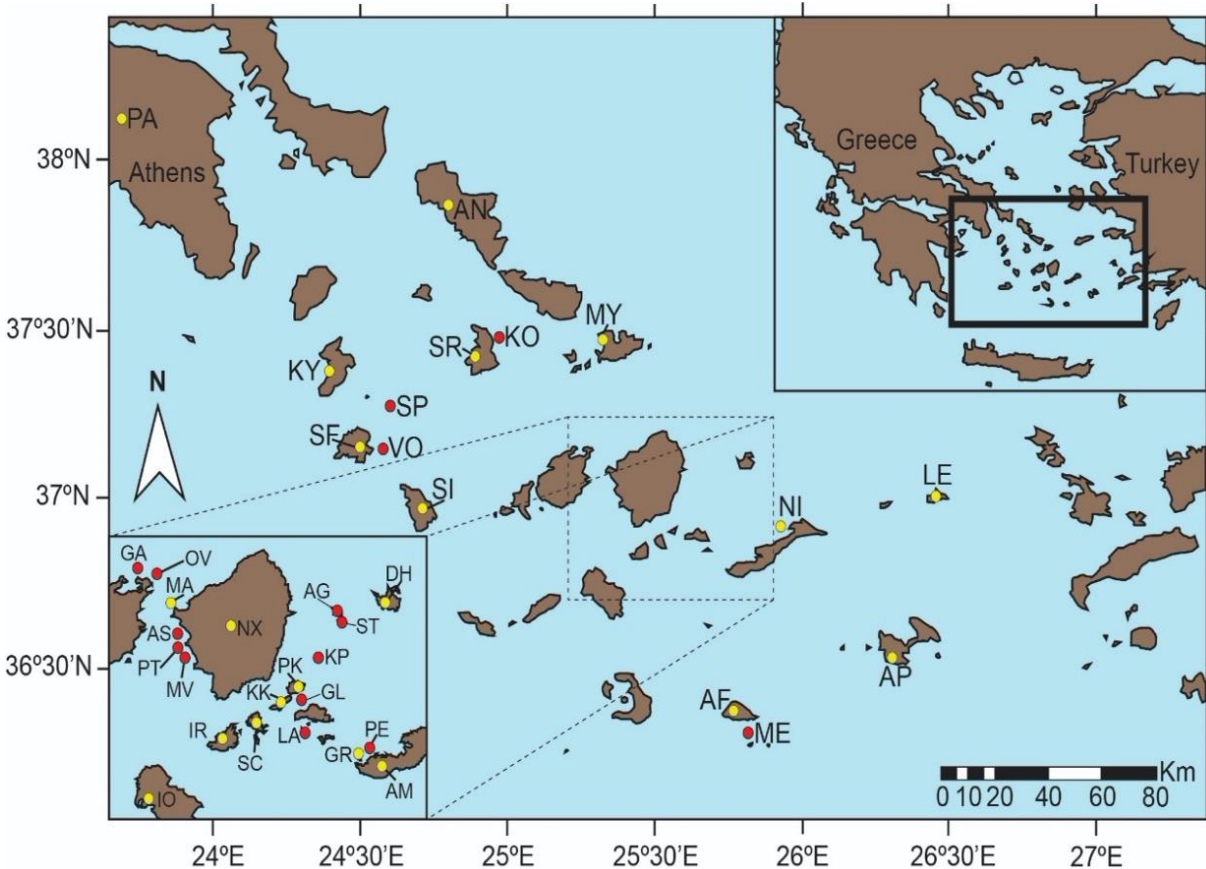 PA
Athens
38ºN
AN
Greece
Turkey
37º30'N
MY
KO
SR
KY
SP
SF
VO
N
37ºN
SI
LE
NI
GA
OV
MA
DH
AG
ST
AS
NX
PT
KP
MV
PK
KK
GL
IR
SC
LA
PE
GR
AM
IO
36º30'N
AP
AF
ME
Km
0 10 20 40 60 80
24ºE
24º30'E
25ºE
25º30'E
26ºE
26º30'E
27ºE